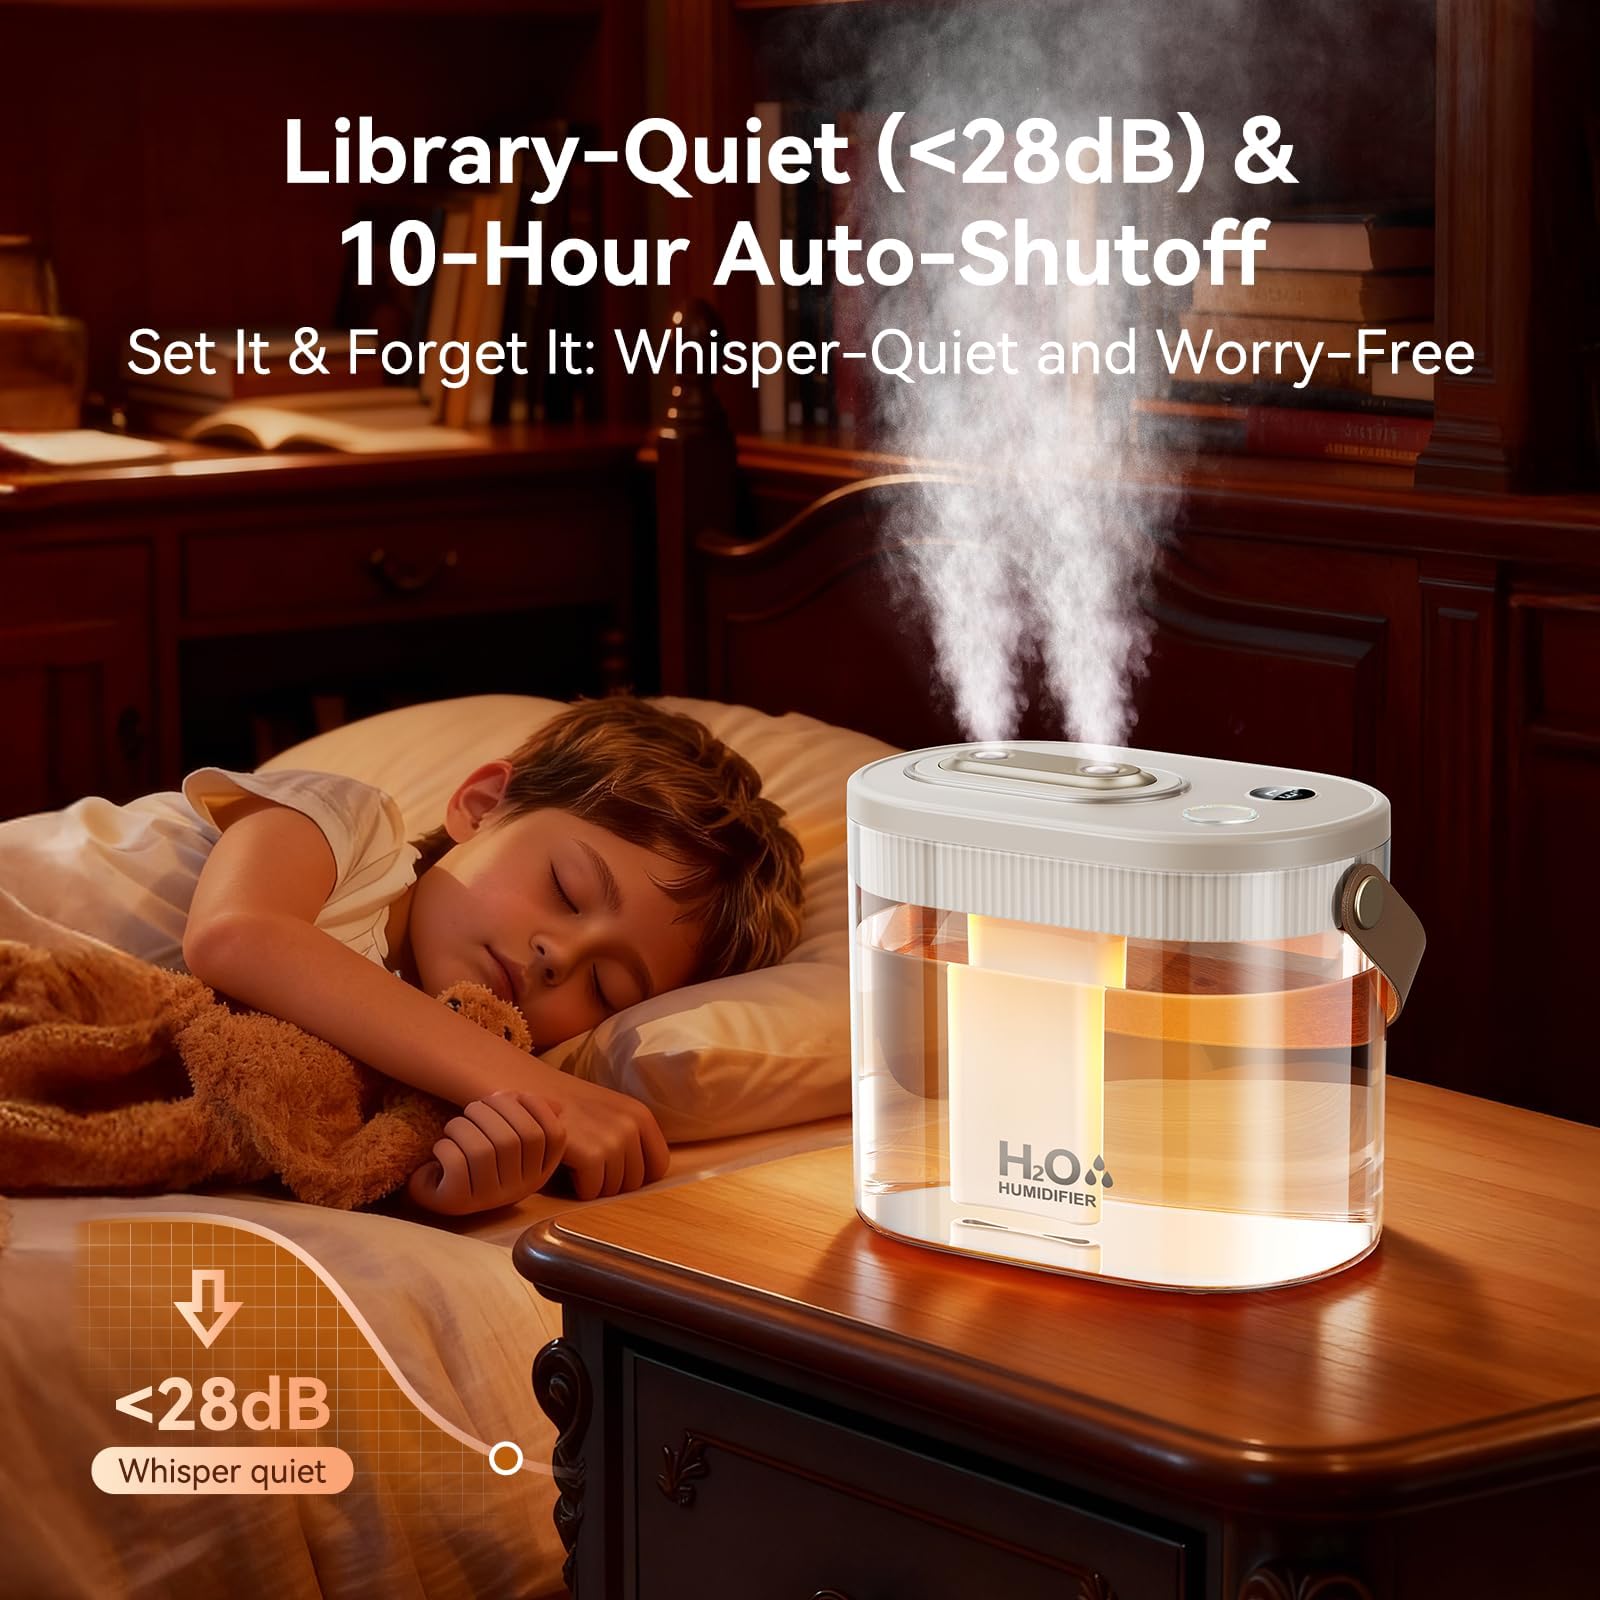 Library-Quiet (<28dB) &
10-Hour Auto-Shutoff
Set It & Forget It: Whisper-Quiet and Worry-Free
H₂O
HUMIDIFIER
<28dB
Whisper quiet